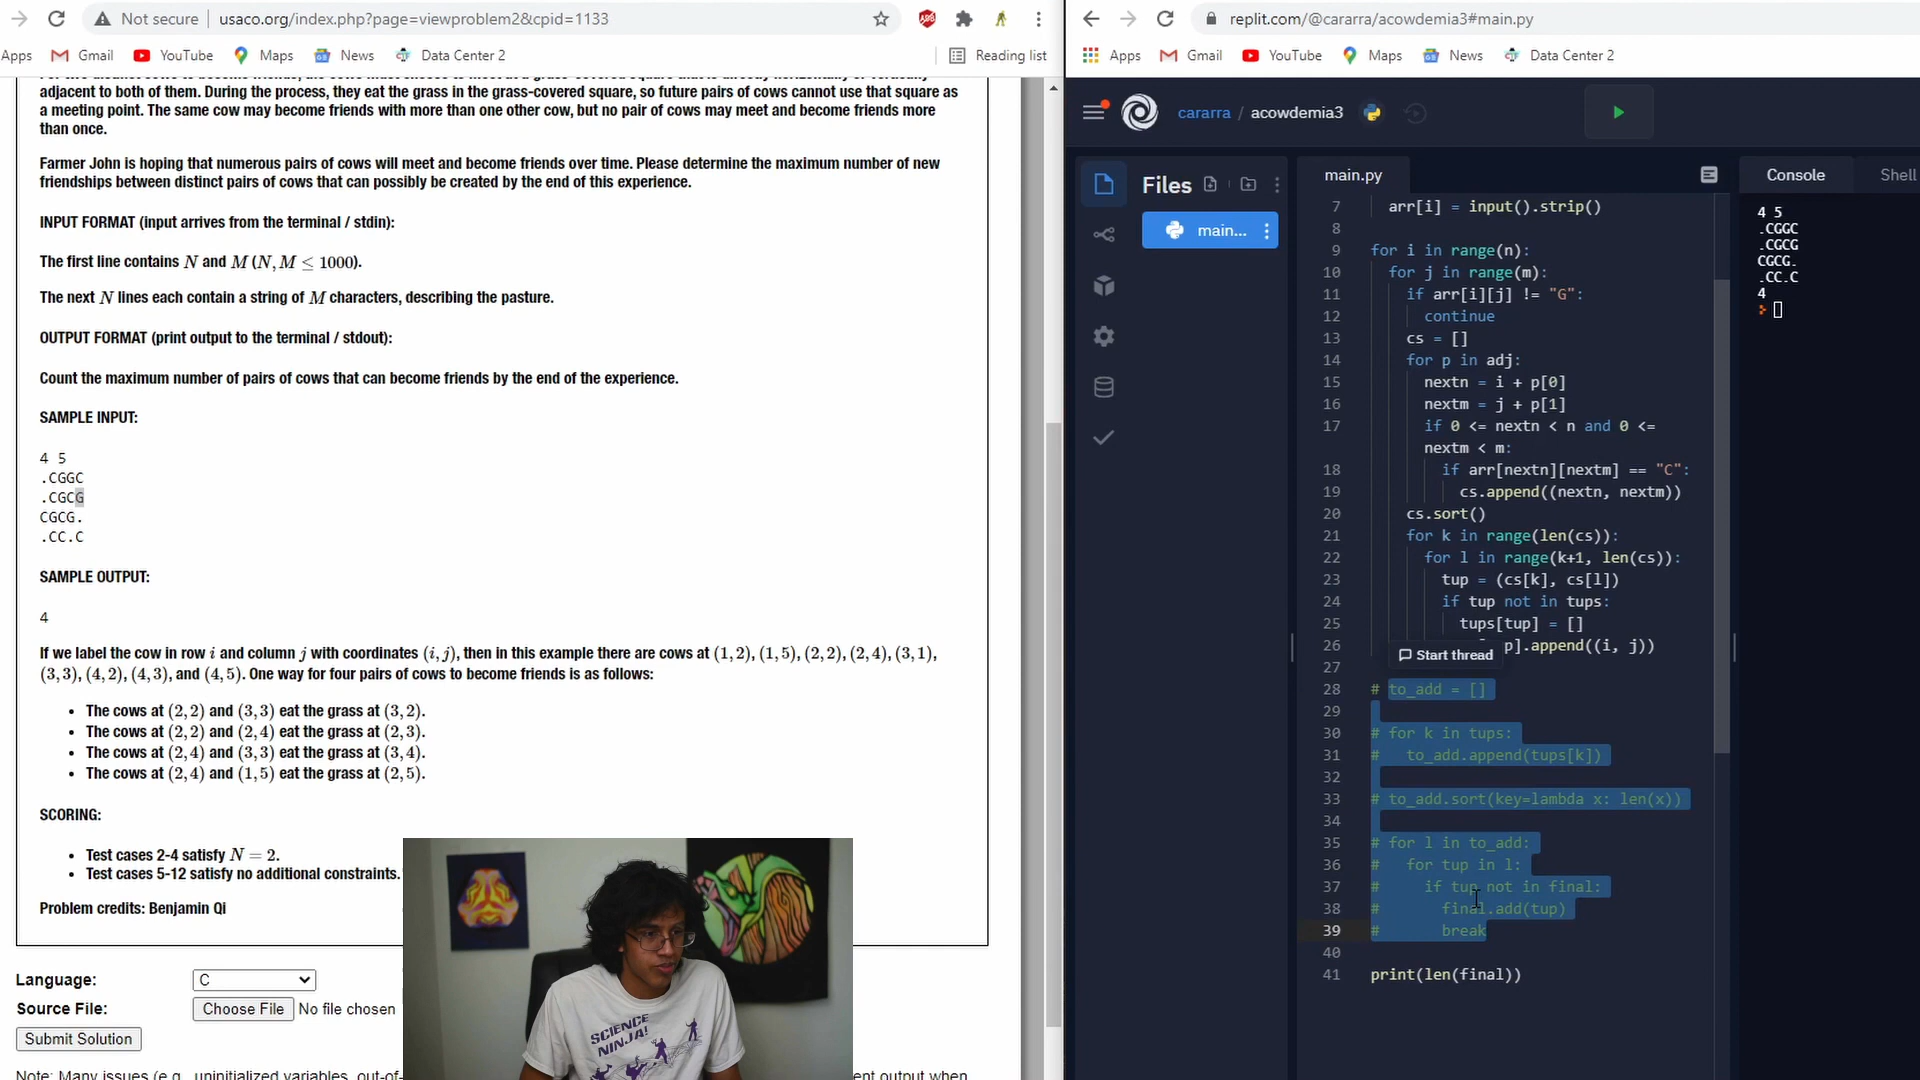 Not secure usaco.org/index.php?page=viewproblem2&cpid=1133
Apps Gmail YouTube Maps News Data Center 2 Reading list
adjacent to both of them. During the process, they eat the grass in the grass-covered square, so future pairs of cows cannot use that square as
a meeting point. The same cow may become friends with more than one other cow, but no pair of cows may meet and become friends more
than once.
Farmer John is hoping that numerous pairs of cows will meet and become friends over time. Please determine the maximum number of new
friendships between distinct pairs of cows that can possibly be created by the end of this experience.
INPUT FORMAT (input arrives from the terminal / stdin):
The first line contains N and M (N, M ≤ 1000).
The next N lines each contain a string of M characters, describing the pasture.
OUTPUT FORMAT (print output to the terminal / stdout):
Count the maximum number of pairs of cows that can become friends by the end of the experience.
SAMPLE INPUT:
4 5
.CGGC
.CGCG
CGCG.
.CC.C
SAMPLE OUTPUT:
4
If we label the cow in row i and column j with coordinates (i, j), then in this example there are cows at (1, 2), (1, 5), (2, 2), (2, 4), (3, 1),
(3, 3), (4, 2), (4, 3), and (4, 5). One way for four pairs of cows to become friends is as follows:
• The cows at (2, 2) and (3, 3) eat the grass at (3, 2).
• The cows at (2, 2) and (2, 4) eat the grass at (2, 3).
• The cows at (2, 4) and (3, 3) eat the grass at (3, 4).
• The cows at (2, 4) and (1, 5) eat the grass at (2, 5).
SCORING:
• Test cases 2-4 satisfy N = 2.
• Test cases 5-12 satisfy no additional constraints.
Problem credits: Benjamin Qi
Language: C
Source File: Choose File No file chosen
Submit Solution
Note: Many issues (e.g., uninitialized variables, out-of-
ent output when
SCIENCE
NINJA!
replit.com/@cararra/acowdemia3#main.py
Apps Gmail YouTube Maps News Data Center 2
cararra / acowdemia3
Files
main...
main.py
7 arr[i] = input().strip()
8
9 for i in range(n):
10 for j in range(m):
11 if arr[i][j] != "G":
12 continue
13 cs = []
14 for p in adj:
15 nextn = i + p[0]
16 nextm = j + p[1]
17 if 0 <= nextn < n and 0 <=
nextm < m:
18 if arr[nextn][nextm] == "C":
19 cs.append((nextn, nextm))
20 cs.sort()
21 for k in range(len(cs)):
22 for l in range(k+1, len(cs)):
23 tup = (cs[k], cs[l])
24 if tup not in tups:
25 tups[tup] = []
26 p].append((i, j))
Start thread
27
28 # to_add = []
29
30 # for k in tups:
31 # to_add.append(tups[k])
32
33 # to_add.sort(key=lambda x: len(x))
34
35 # for l in to_add:
36 # for tup in l:
37 # if tup not in final:
38 # final.add(tup)
39 # break
40
41 print(len(final))
Console Shell
4 5
.CGGC
.CGCG
CGCG.
.CC.C
4